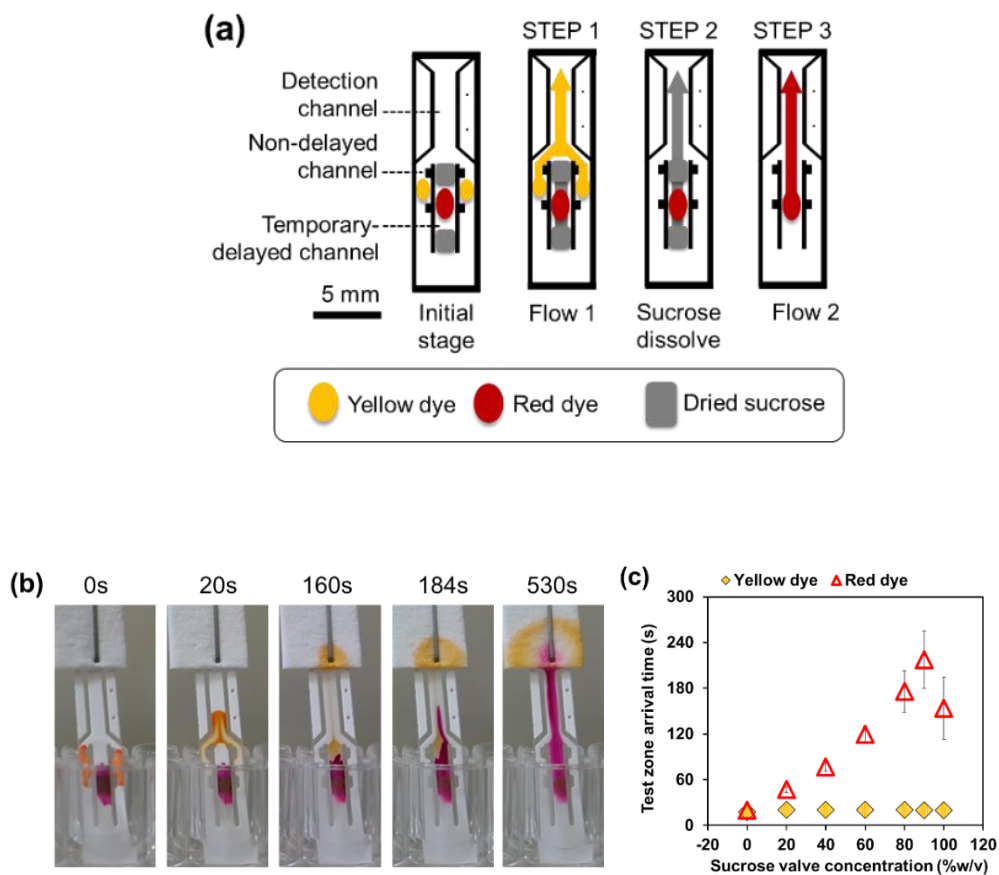 (a)
STEP 1 STEP 2 STEP 3
Detection
channel
Non-delayed
channel
Temporary-
delayed channel
5 mm
Initial
stage
Flow 1
Sucrose
dissolve
Flow 2
Yellow dye Red dye Dried sucrose
(b)
0s 20s 160s 184s 530s
(c)
Yellow dye Red dye
Test zone arrival time (s)
300
240
180
120
60
0
-20 0 20 40 60 80 100 120
Sucrose valve concentration (%w/v)